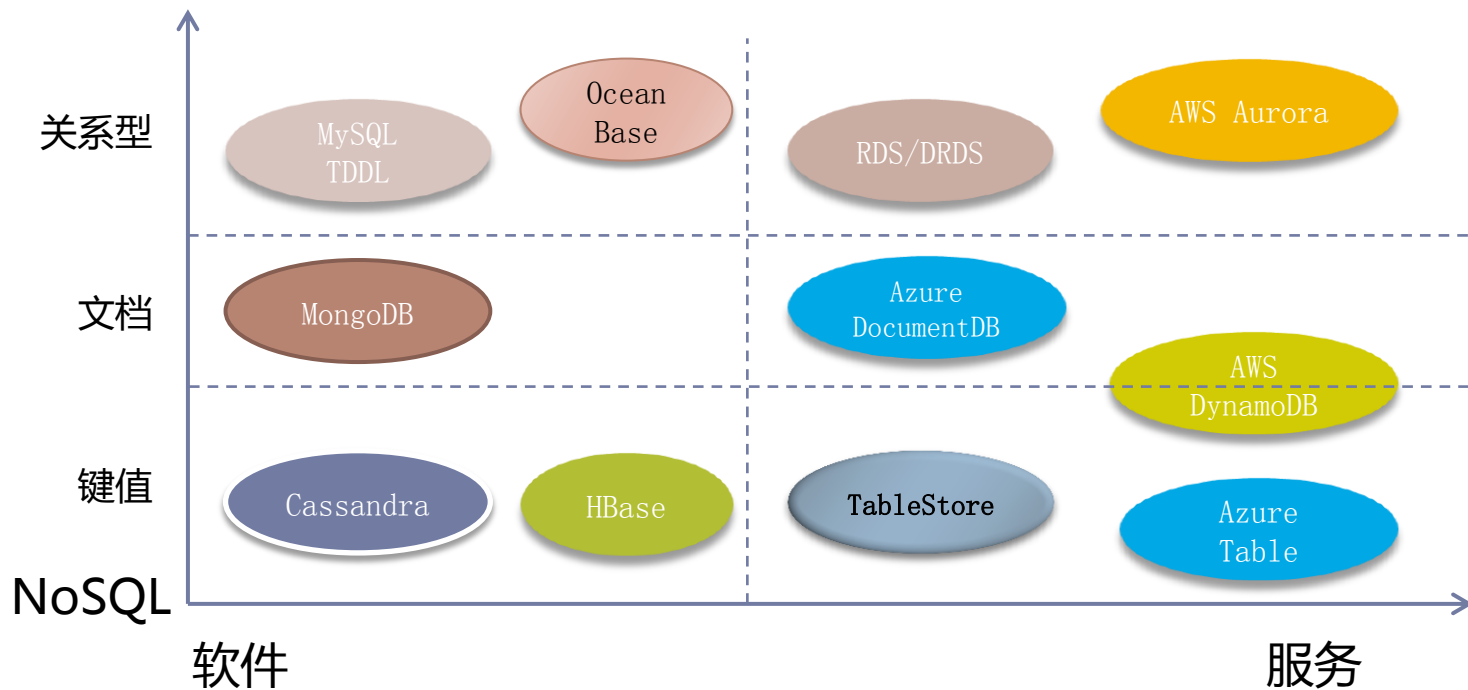 关系型
MySQL
TDDL
Ocean
Base
RDS/DRDS
AWS Aurora
文档
MongoDB
Azure
DocumentDB
AWS
DynamoDB
键值
Cassandra
HBase
TableStore
Azure
Table
NoSQL
软件
服务